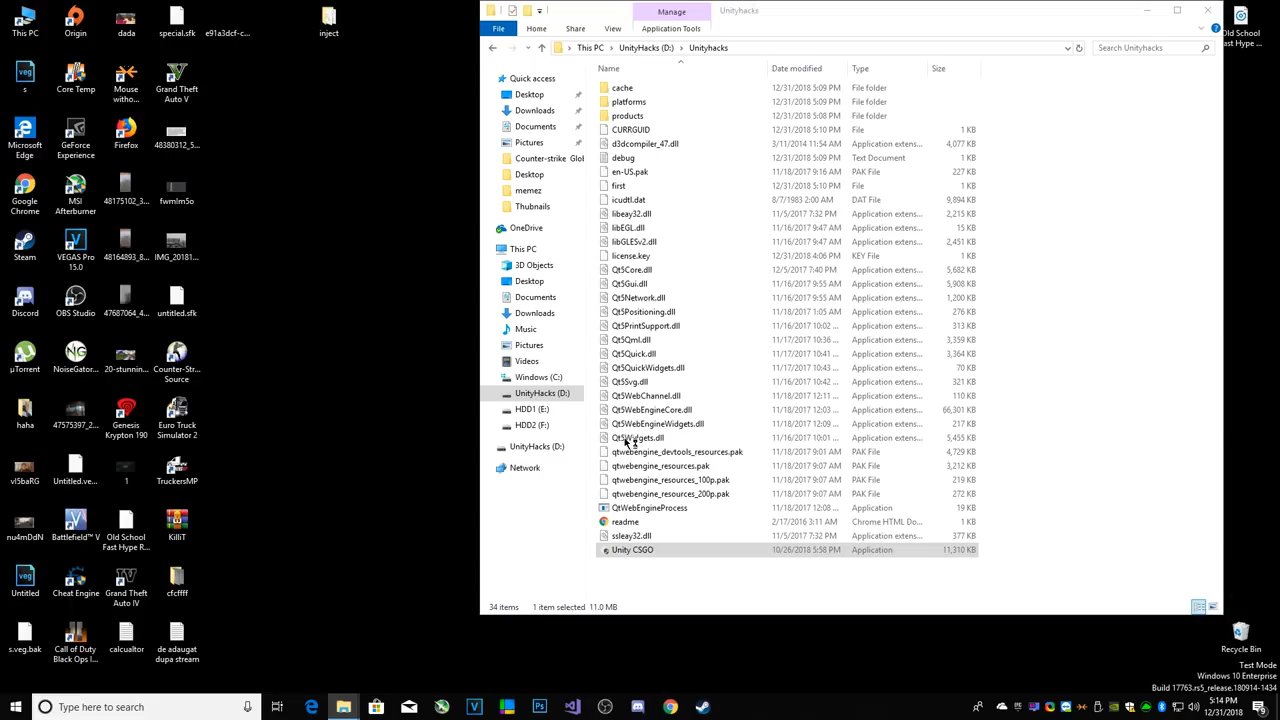 This PC
Origin
dada
special.sfk
e91a3dcf-c...
inject
s
Core Temp
Mouse
witho...
Grand Theft
Auto V
Microsoft
Edge
GeForce
Experience
Firefox
48380312_5...
Google
Chrome
MSI
Afterburner
48175102_3...
fwmlm5o
Steam
VEGAS Pro
15.0
48164893_8...
IMG_20181...
Discord
OBS Studio
47687064_4...
untitled.sfk
µTorrent
NoiseGator...
20-stunnin...
Counter-Str...
Source
haha
Genesis
Krypton 190
47575397_2...
Euro Truck
Simulator 2
vl5baRG
Untitled.ve...
1
TruckersMP
nu4mDdN
Battlefield™ V
Old School
Fast Hype R...
KilliT
Untitled
Cheat Engine
Grand Theft
Auto IV
cfcffff
s.veg.bak
Call of Duty
Black Ops I...
calcualtor
de adaugat
dupa stream
Manage
Unityhacks
File
Home
Share
View
Application Tools
This PC
UnityHacks (D:)
Unityhacks
Search Unityhacks
Name
Date modified
Type
Size
Quick access
Desktop
Downloads
Documents
Pictures
Counter-strike Glol
Desktop
memez
Thubnails
OneDrive
This PC
3D Objects
Desktop
Documents
Downloads
Music
Pictures
Videos
Windows (C:)
UnityHacks (D:)
HDD1 (E:)
HDD2 (F:)
UnityHacks (D:)
Network
cache 12/31/2018 5:09 PM File folder
platforms 12/31/2018 5:09 PM File folder
products 12/31/2018 5:08 PM File folder
CURRGUID 12/31/2018 5:10 PM File 1 KB
d3dcompiler_47.dll 3/11/2014 11:54 AM Application extens... 4,077 KB
debug 12/31/2018 5:09 PM Text Document 1 KB
en-US.pak 11/18/2017 9:16 AM PAK File 227 KB
first 12/31/2018 5:10 PM File 1 KB
icudtl.dat 8/7/1983 2:00 AM DAT File 9,894 KB
libeay32.dll 11/5/2017 7:32 PM Application extens... 2,215 KB
libEGL.dll 11/16/2017 9:47 AM Application extens... 15 KB
libGLESv2.dll 11/16/2017 9:47 AM Application extens... 2,451 KB
license.key 12/31/2018 4:06 PM KEY File 1 KB
Qt5Core.dll 12/5/2017 7:40 PM Application extens... 5,682 KB
Qt5Gui.dll 11/16/2017 9:55 AM Application extens... 5,908 KB
Qt5Network.dll 11/16/2017 9:55 AM Application extens... 1,200 KB
Qt5Positioning.dll 11/18/2017 1:05 AM Application extens... 276 KB
Qt5PrintSupport.dll 11/16/2017 10:02 ... Application extens... 313 KB
Qt5Qml.dll 11/17/2017 10:36 ... Application extens... 3,359 KB
Qt5Quick.dll 11/17/2017 10:41 ... Application extens... 3,364 KB
Qt5QuickWidgets.dll 11/17/2017 10:43 ... Application extens... 70 KB
Qt5Svg.dll 11/16/2017 10:42 ... Application extens... 321 KB
Qt5WebChannel.dll 11/18/2017 12:11 ... Application extens... 110 KB
Qt5WebEngineCore.dll 11/18/2017 12:03 ... Application extens... 66,301 KB
Qt5WebEngineWidgets.dll 11/18/2017 12:09 ... Application extens... 217 KB
Qt5Widgets.dll 11/16/2017 10:01 ... Application extens... 5,455 KB
qtwebengine_devtools_resources.pak 11/18/2017 9:01 AM PAK File 4,729 KB
qtwebengine_resources.pak 11/18/2017 9:07 AM PAK File 3,212 KB
qtwebengine_resources_100p.pak 11/18/2017 9:07 AM PAK File 219 KB
qtwebengine_resources_200p.pak 11/18/2017 9:07 AM PAK File 272 KB
QtWebEngineProcess 11/18/2017 12:08 ... Application 19 KB
readme 2/17/2016 3:11 AM Chrome HTML Do... 1 KB
ssleay32.dll 11/5/2017 7:32 PM Application extens... 377 KB
Unity CSGO 10/26/2018 5:58 PM Application 11,310 KB
34 items 1 item selected 11.0 MB
Old School
Fast Hype ...
Recycle Bin
Test Mode
Windows 10 Enterprise
Build 17763.rs5_release.180914-1434
Type here to search
5:14 PM
12/31/2018